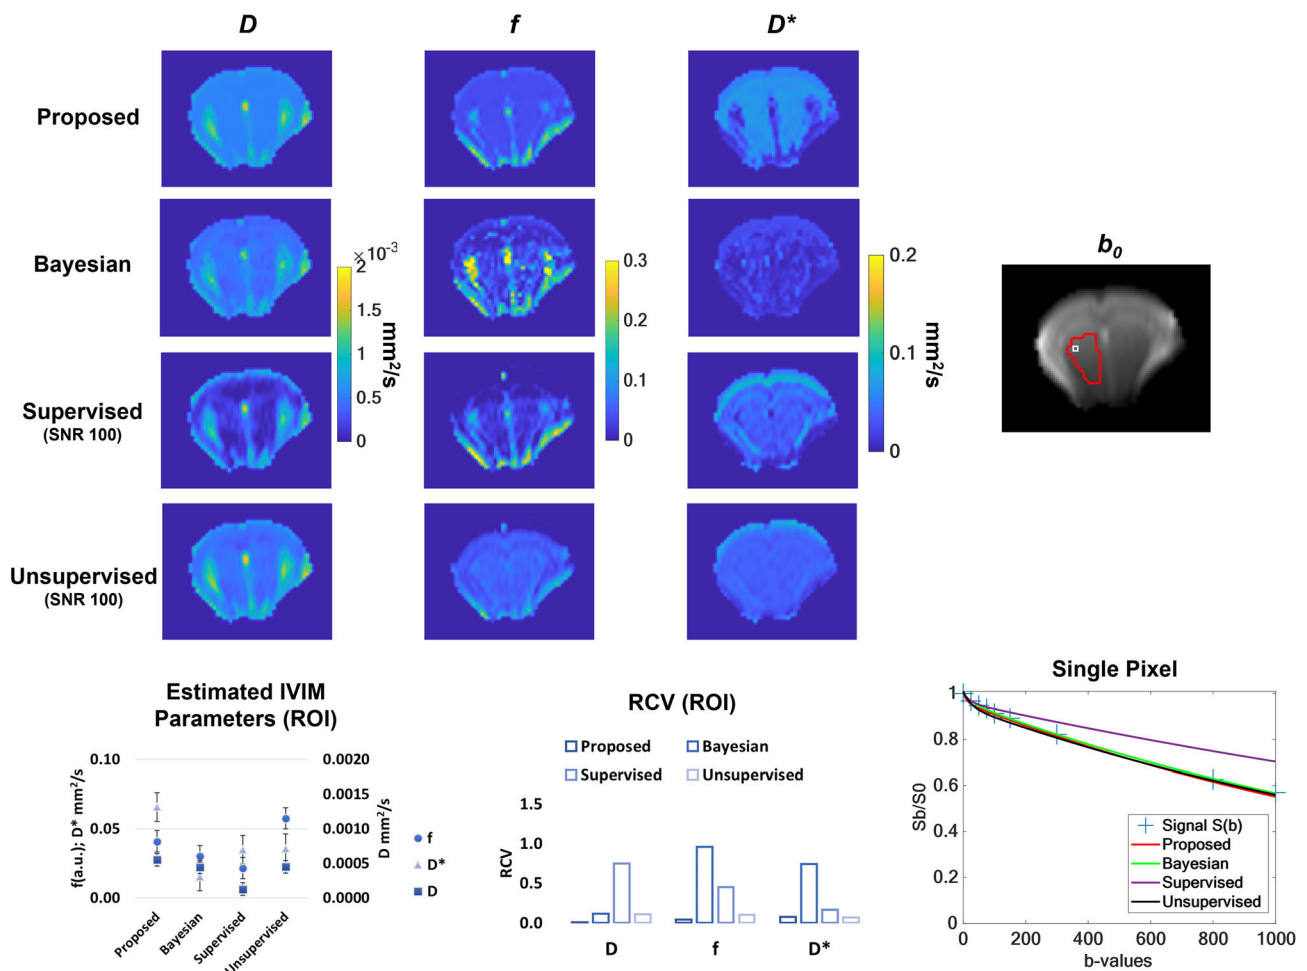 D
f
D*
Proposed
Bayesian
Supervised
(SNR 100)
Unsupervised
(SNR 100)
×10⁻³
2
1.5
1
0.5
0
mm²/s
0.3
0.2
0.1
0
0.2
0.1
0
mm²/s
b₀
Estimated IVIM
Parameters (ROI)
f(a.u.); D* mm²/s
0.10
0.05
0.00
0.0020
0.0015
0.0010
0.0005
0.0000
D mm²/s
Proposed
Bayesian
Supervised
Unsupervised
f
D*
D
RCV (ROI)
Proposed
Bayesian
Supervised
Unsupervised
RCV
1.5
1.0
0.5
0.0
D
f
D*
Single Pixel
Sb/S0
1
0.8
0.6
0.4
0.2
0
0
200
400
600
800
1000
b-values
Signal S(b)
Proposed
Bayesian
Supervised
Unsupervised